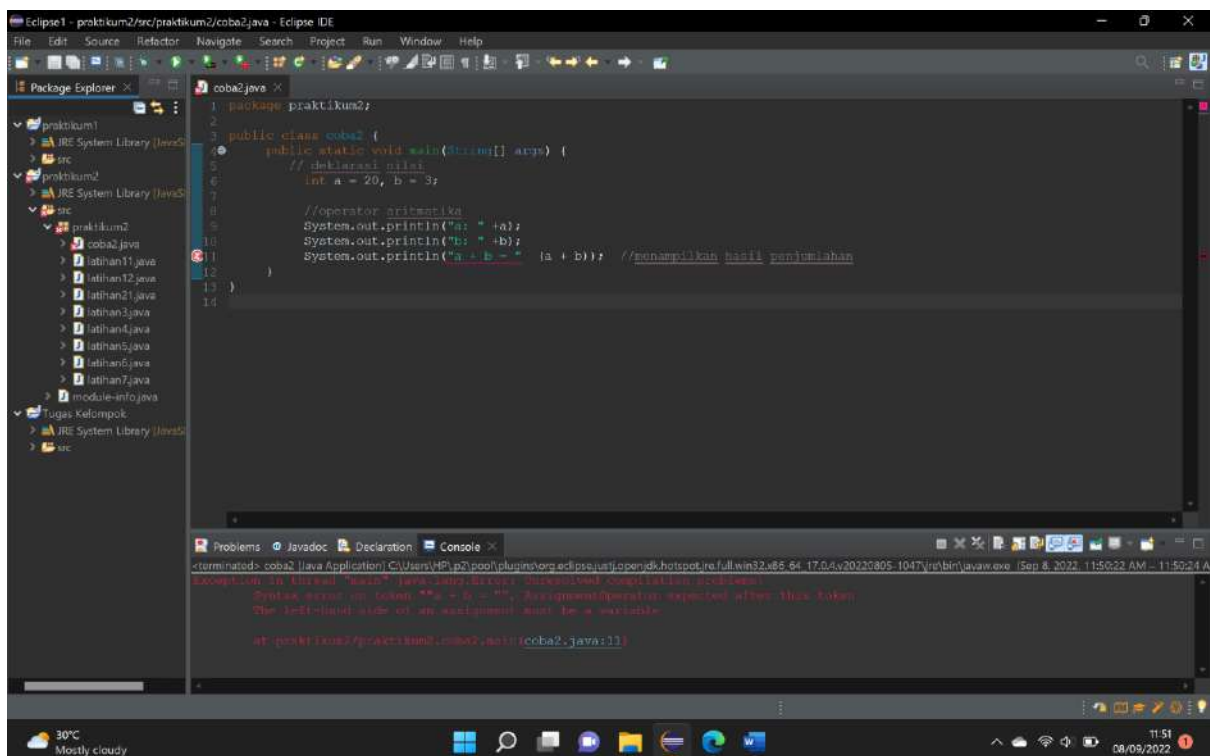 Eclipse1 - praktikum2/src/praktikum2/coba2.java - Eclipse IDE
File Edit Source Refactor Navigate Search Project Run Window Help
Package Explorer
coba2.java
praktikum1
JRE System Library [JavaS
src
praktikum2
JRE System Library [JavaS
src
praktikum2
coba2.java
latihan11.java
latihan12.java
latihan21.java
latihan3.java
latihan4.java
latihan5.java
latihan6.java
latihan7.java
module-info.java
Tugas Kelompok
JRE System Library [JavaS
src
1 package praktikum2;
2
3 public class coba2 {
4 public static void main(String[] args) {
5 // deklarasi nilai
6 int a = 20, b = 3;
7
8 //operator aritmatika
9 System.out.println("a: " +a);
10 System.out.println("b: " +b);
11 System.out.println("a + b = " (a + b)); //menampilkan hasil penjumlahan
12 }
13 }
14
Problems Javadoc Declaration Console
<terminated> coba2 [Java Application] C:\Users\HP\.p2\pool\plugins\org.eclipse.justj.openjdk.hotspot.jre.full.win32.x86_64_17.0.4.v20220805-1047\jre\bin\javaw.exe (Sep 8, 2022, 11:50:22 AM – 11:50:24 A
Exception in thread "main" java.lang.Error: Unresolved compilation problems:
Syntax error on token ""a + b = "", AssignmentOperator expected after this token
The left-hand side of an assignment must be a variable
at praktikum2/praktikum2.coba2.main(coba2.java:11)
30°C
Mostly cloudy
11:51
08/09/2022
1